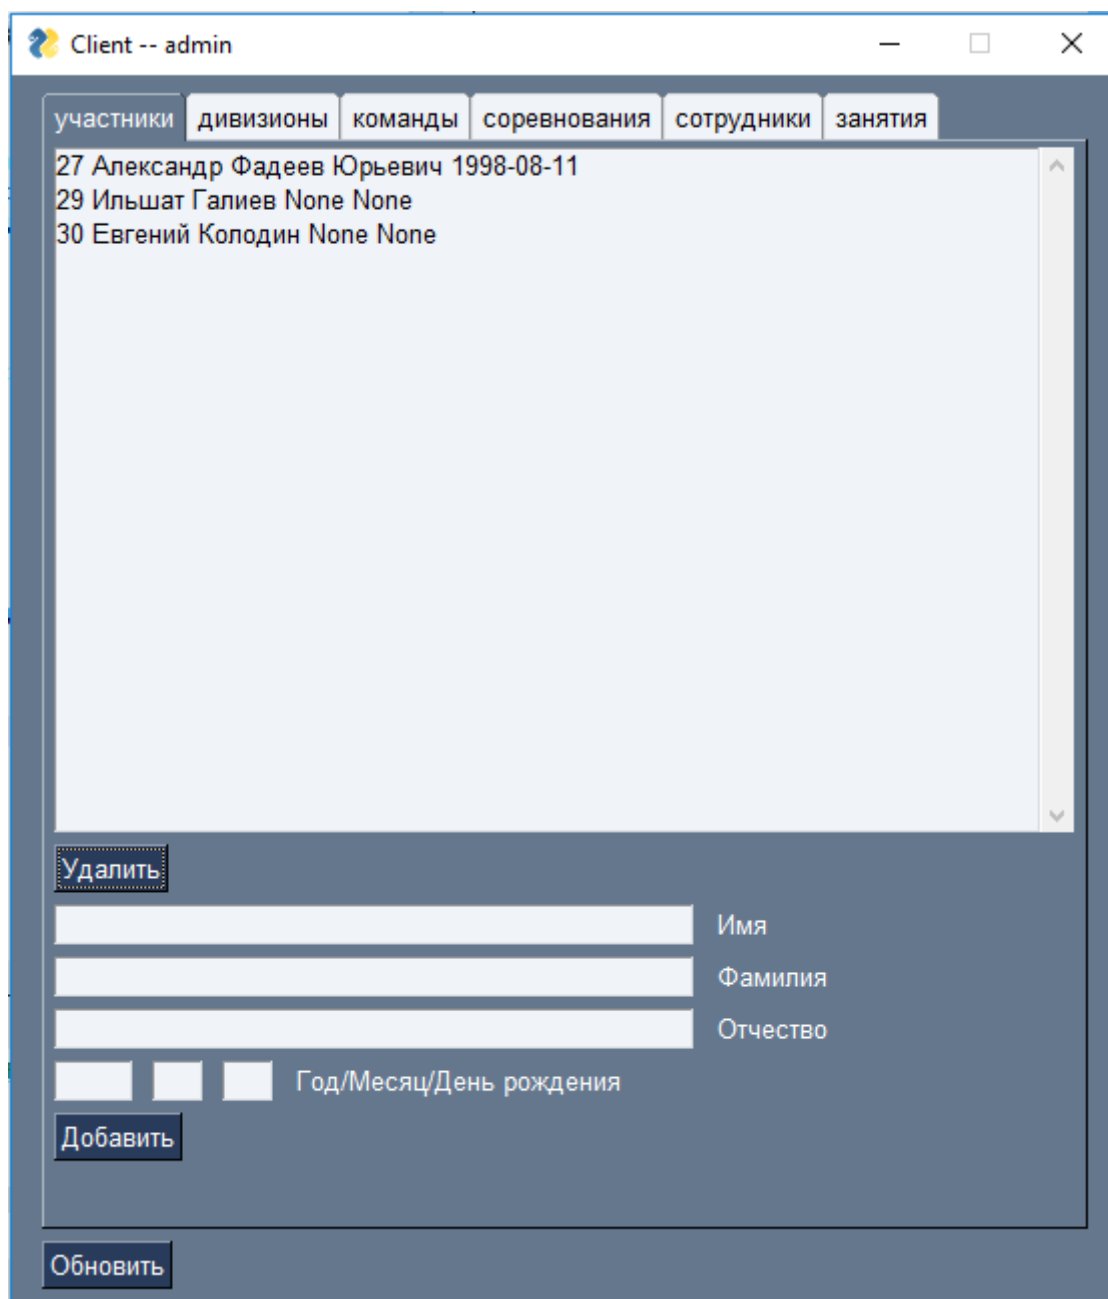 Client -- admin
участники дивизионы команды соревнования сотрудники занятия
27 Александр Фадеев Юрьевич 1998-08-11
29 Ильшат Галиев None None
30 Евгений Колодин None None
Удалить
Имя
Фамилия
Отчество
Год/Месяц/День рождения
Добавить
Обновить